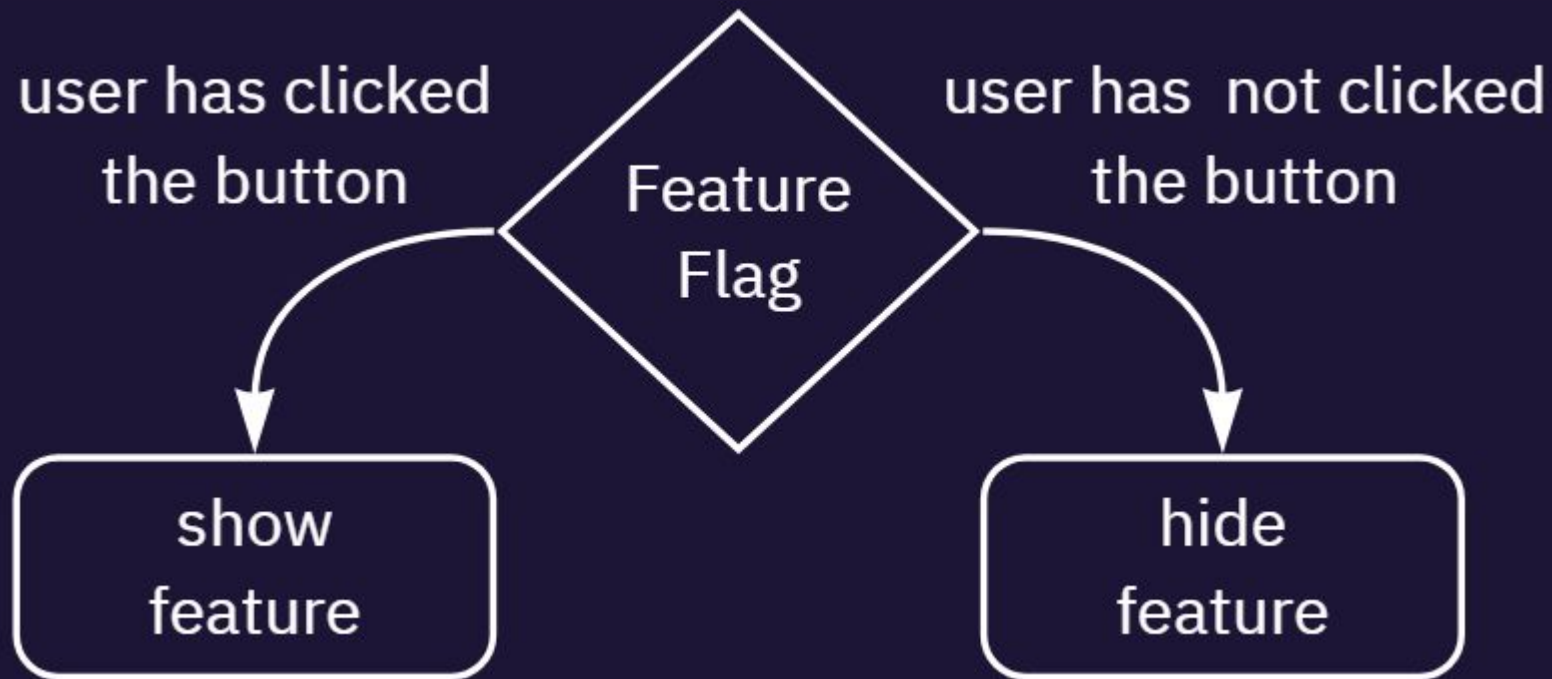 user has clicked
the button
Feature
Flag
user has  not clicked
the button
show
feature
hide
feature